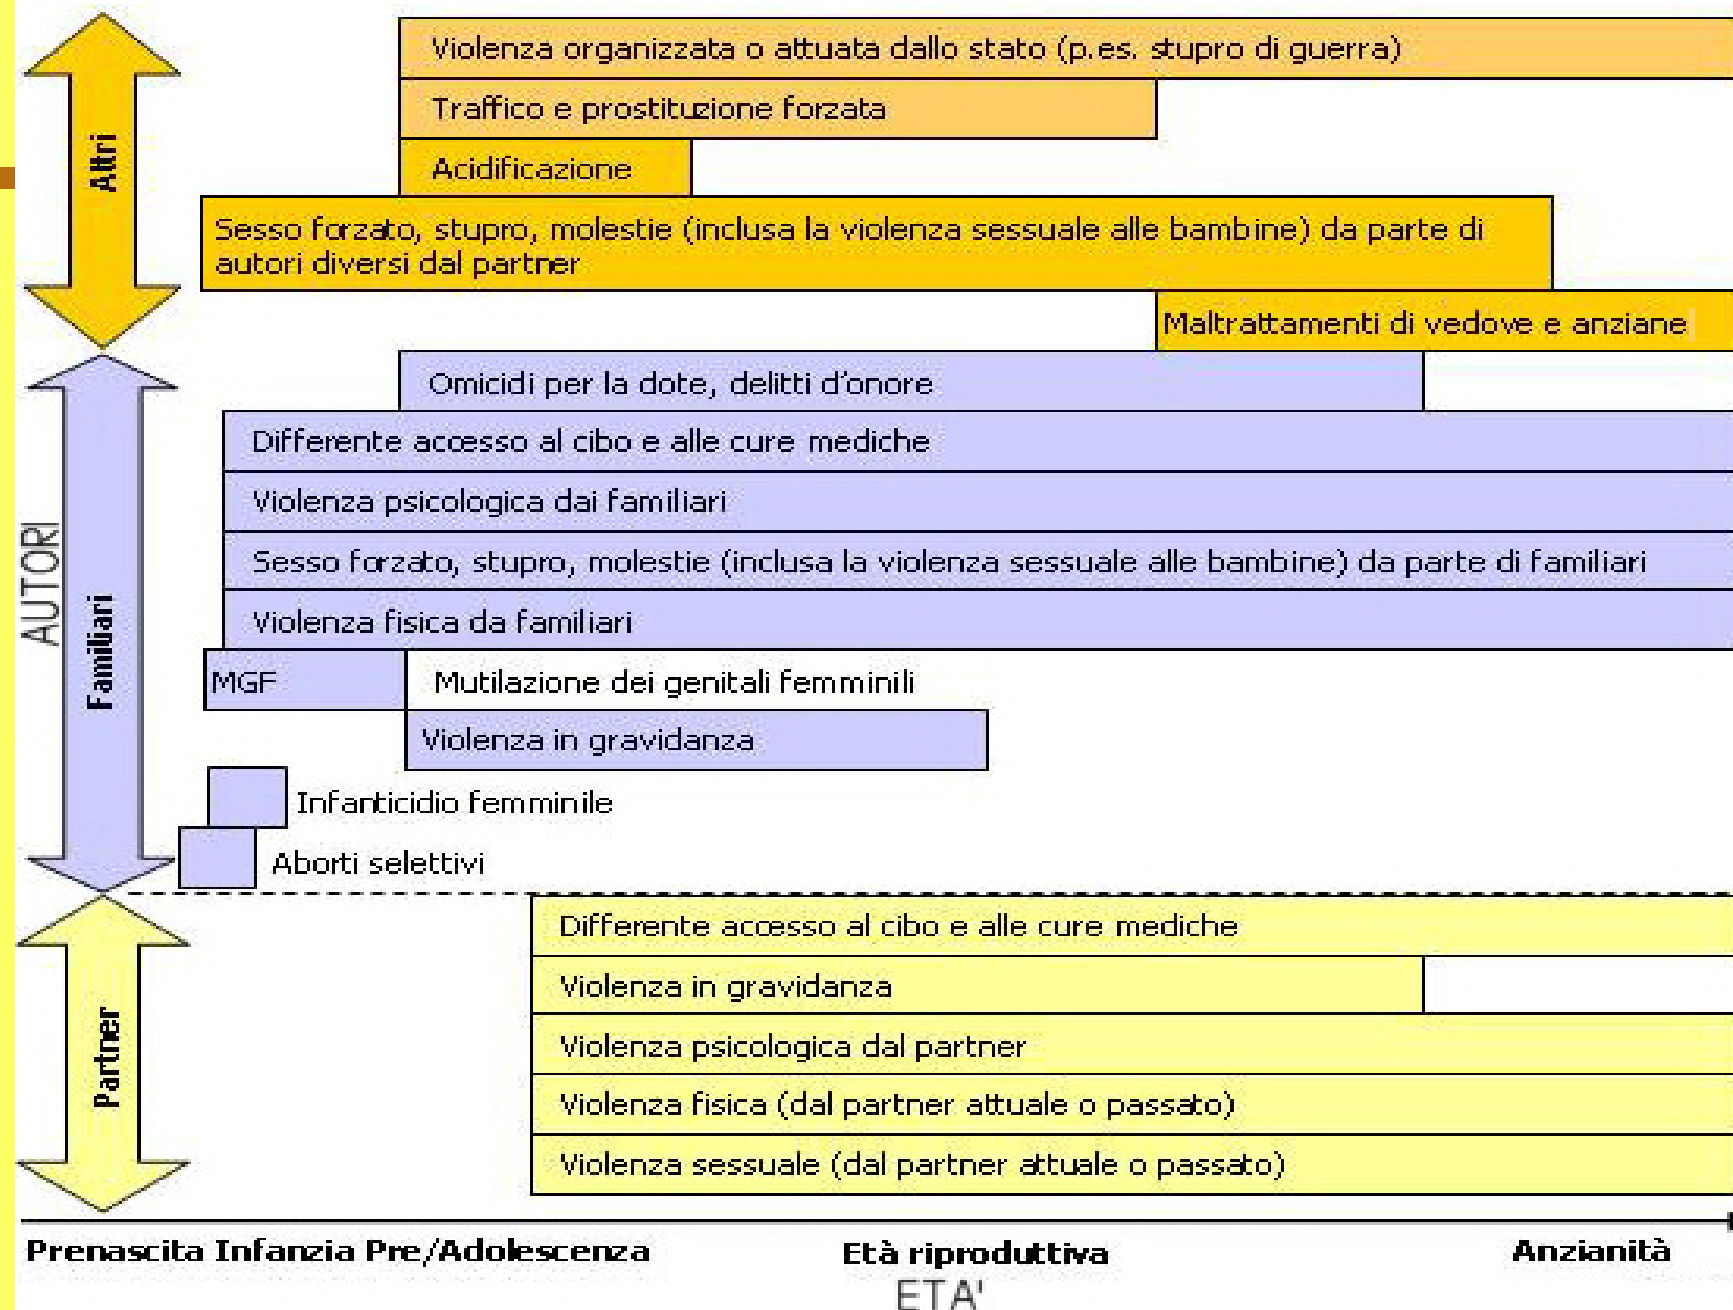 Violenza organizzata o attuata dallo stato (p.es. stupro di guerra)
Traffico e prostituzione forzata
Acidificazione
Sesso forzato, stupro, molestie (inclusa la violenza sessuale alle bambine) da parte di
autori diversi dal partner
Maltrattamenti di vedove e anziane
Altri
Omicidi per la dote, delitti d'onore
Differente accesso al cibo e alle cure mediche
Violenza psicologica dai familiari
Sesso forzato, stupro, molestie (inclusa la violenza sessuale alle bambine) da parte di familiari
Violenza fisica da familiari
MGF
Mutilazione dei genitali femminili
Violenza in gravidanza
Infanticidio femminile
Aborti selettivi
AUTORI
Familiari
Differente accesso al cibo e alle cure mediche
Violenza in gravidanza
Violenza psicologica dal partner
Violenza fisica (dal partner attuale o passato)
Violenza sessuale (dal partner attuale o passato)
Partner
Prenascita Infanzia Pre/Adolescenza
Età riproduttiva
Anzianità
ETA'